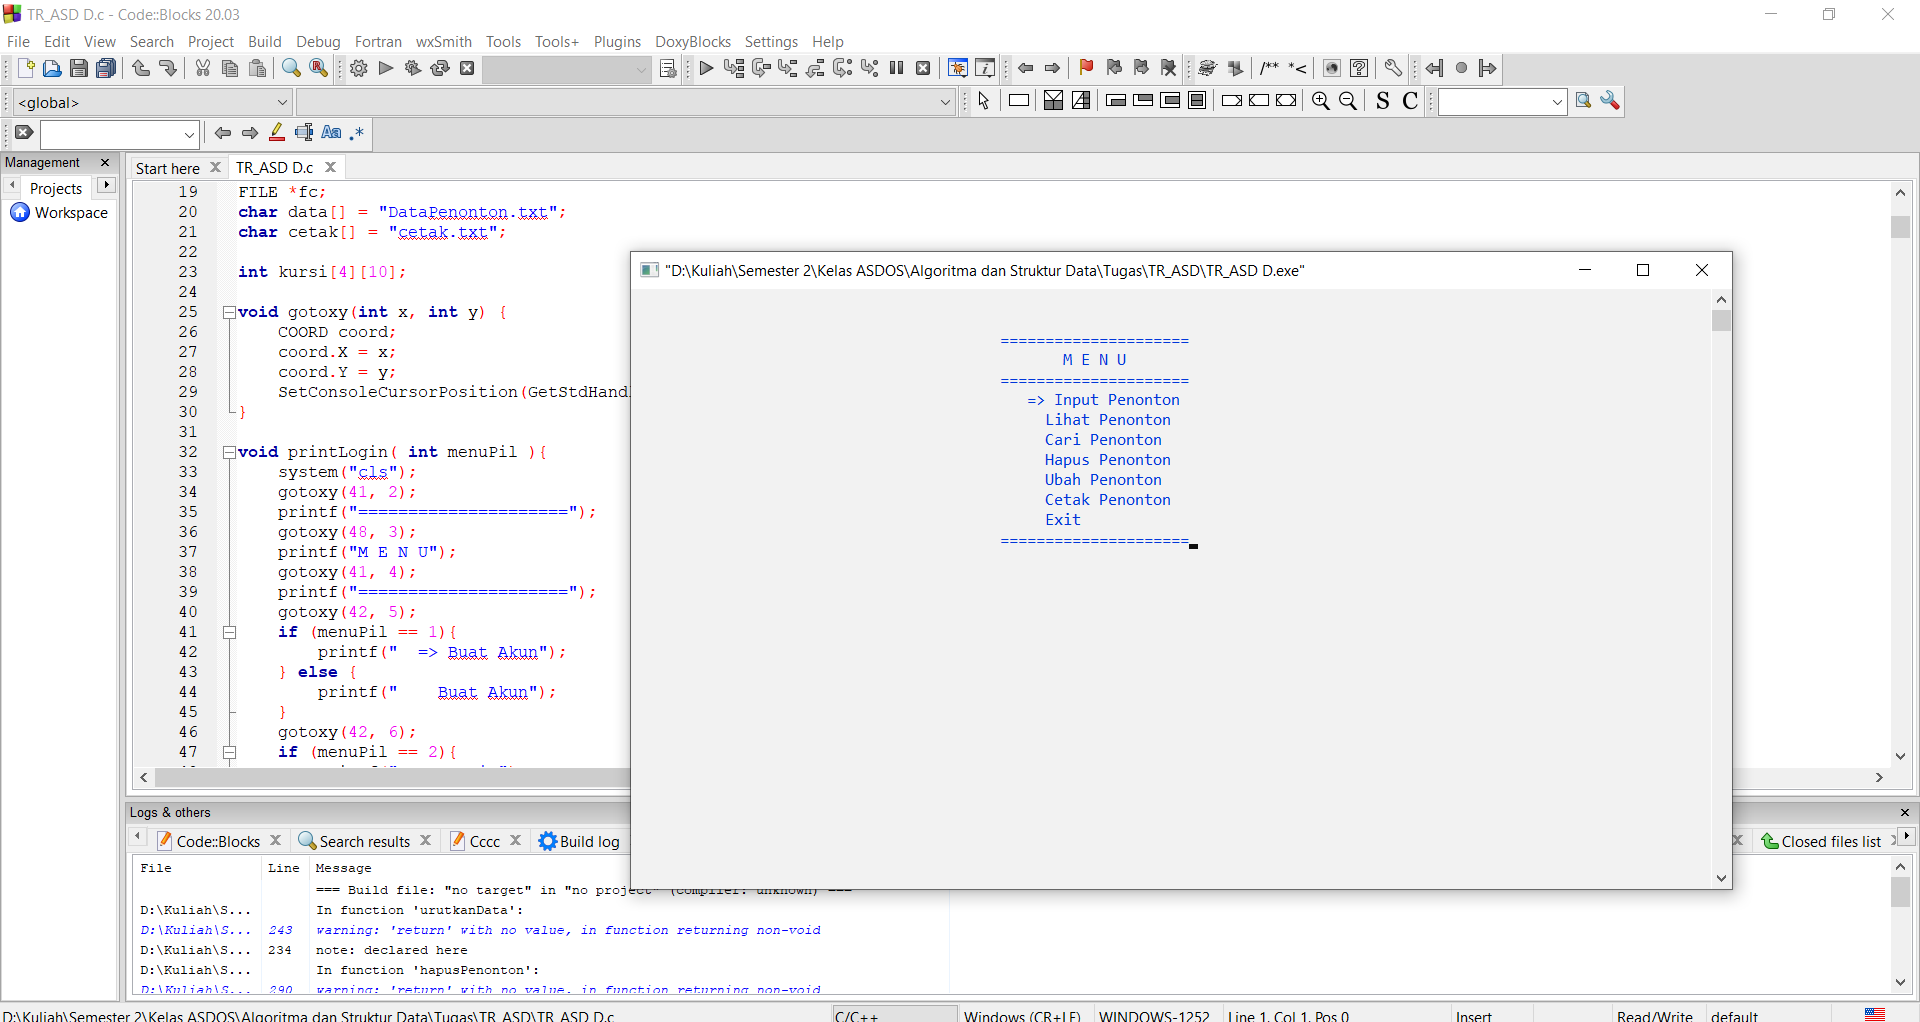 TR_ASD D.c - Code::Blocks 20.03
File Edit View Search Project Build Debug Fortran wxSmith Tools Tools+ Plugins DoxyBlocks Settings Help
/** *<
<global>
S C
Aa .*
Management
Projects
Workspace
Start here TR_ASD D.c
19 FILE *fc;
20 char data[] = "DataPenonton.txt";
21 char cetak[] = "cetak.txt";
22
23 int kursi[4][10];
24
25 void gotoxy(int x, int y) {
26 COORD coord;
27 coord.X = x;
28 coord.Y = y;
29 SetConsoleCursorPosition(GetStdHand
30 }
31
32 void printLogin( int menuPil ){
33 system("cls");
34 gotoxy(41, 2);
35 printf("=====================");
36 gotoxy(48, 3);
37 printf("M E N U");
38 gotoxy(41, 4);
39 printf("=====================");
40 gotoxy(42, 5);
41 if (menuPil == 1){
42 printf("  => Buat Akun");
43 } else {
44 printf("    Buat Akun");
45 }
46 gotoxy(42, 6);
47 if (menuPil == 2){
"D:\Kuliah\Semester 2\Kelas ASDOS\Algoritma dan Struktur Data\Tugas\TR_ASD\TR_ASD D.exe"
=====================
M E N U
=====================
=> Input Penonton
Lihat Penonton
Cari Penonton
Hapus Penonton
Ubah Penonton
Cetak Penonton
Exit
=====================
Logs & others
Code::Blocks Search results Cccc Build log Closed files list
File Line Message
=== Build file: "no target" in "no project" (compiler: unknown) ===
D:\Kuliah\S... In function 'urutkanData':
D:\Kuliah\S... 243 warning: 'return' with no value, in function returning non-void
D:\Kuliah\S... 234 note: declared here
D:\Kuliah\S... In function 'hapusPenonton':
D:\Kuliah\S... 290 warning: 'return' with no value, in function returning non-void
D:\Kuliah\Semester 2\Kelas ASDOS\Algoritma dan Struktur Data\Tugas\TR_ASD\TR_ASD D.c C/C++ Windows (CR+LF) WINDOWS-1252 Line 1, Col 1, Pos 0 Insert Read/Write default